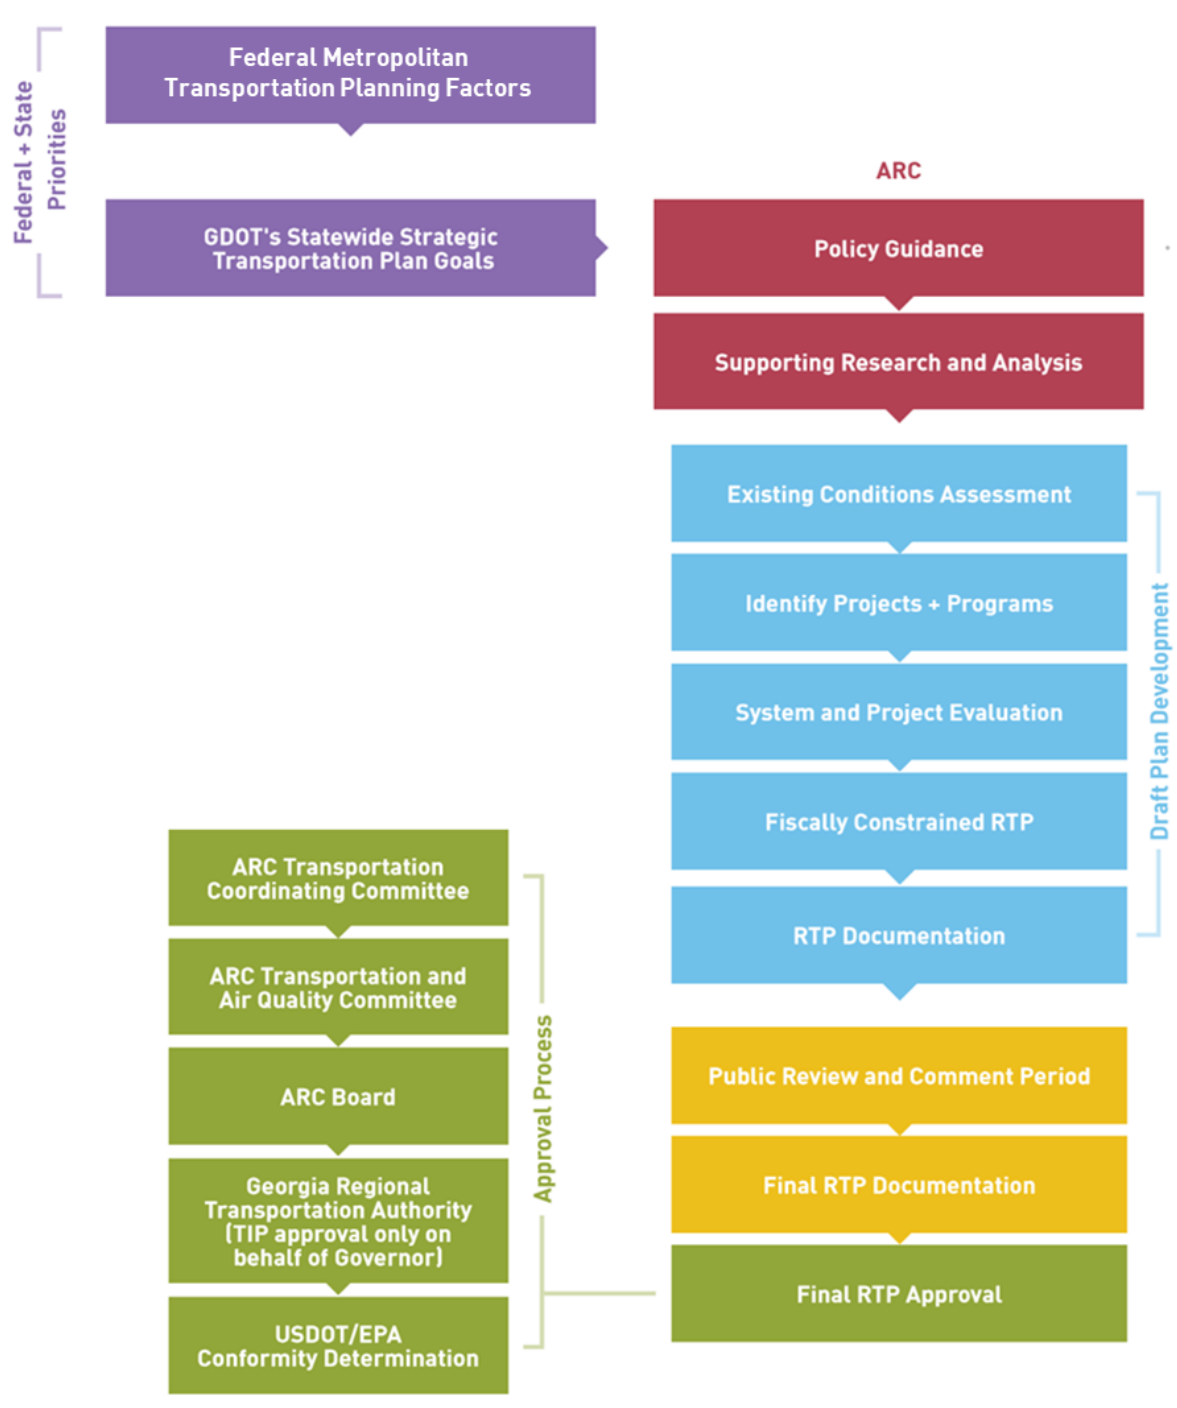 Federal + State
Priorities
Federal Metropolitan
Transportation Planning Factors
GDOT's Statewide Strategic
Transportation Plan Goals
ARC
Policy Guidance
Supporting Research and Analysis
Existing Conditions Assessment
Identify Projects + Programs
System and Project Evaluation
Fiscally Constrained RTP
RTP Documentation
Draft Plan Development
Public Review and Comment Period
Final RTP Documentation
Final RTP Approval
Approval Process
ARC Transportation
Coordinating Committee
ARC Transportation and
Air Quality Committee
ARC Board
Georgia Regional
Transportation Authority
(TIP approval only on
behalf of Governor)
USDOT/EPA
Conformity Determination